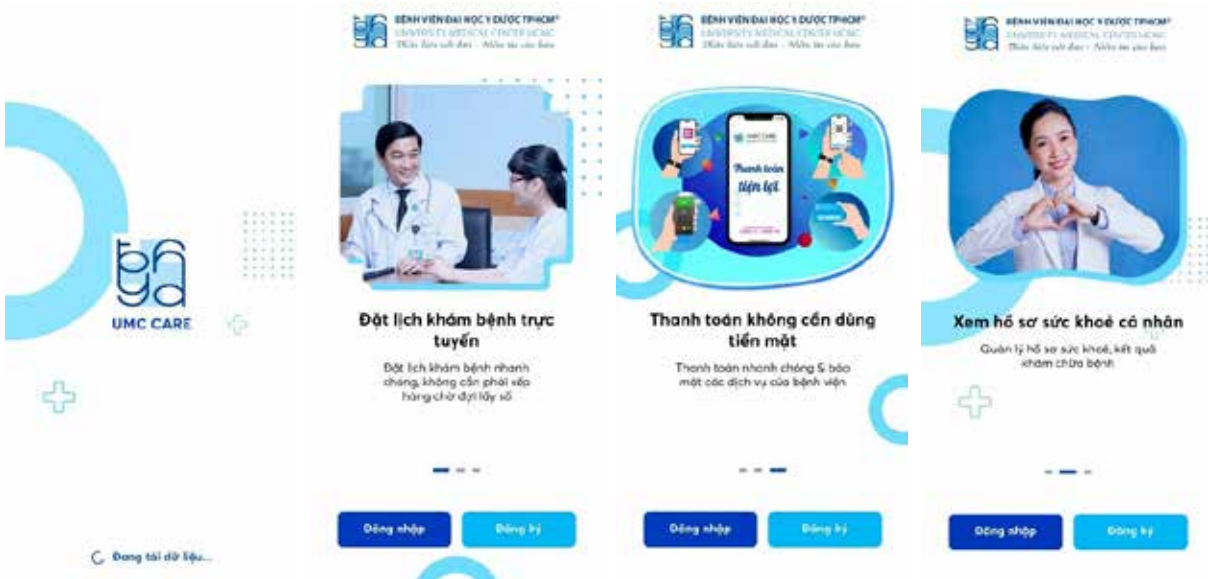 UMC CARE
Đang tải dữ liệu...
BỆNH VIỆN ĐẠI HỌC Y DƯỢC TPHCM®
UNIVERSITY MEDICAL CENTER HCMC
Đặt lịch khám bệnh trực
tuyến
Đặt lịch khám bệnh nhanh
chóng, không cần phải xếp
hàng chờ đợi lấy số
Đăng nhập
Đăng ký
BỆNH VIỆN ĐẠI HỌC Y DƯỢC TPHCM®
UNIVERSITY MEDICAL CENTER HCMC
UMC CARE
Thanh toán
tiện lợi
Thanh toán không cần dùng
tiền mặt
Thanh toán nhanh chóng & bảo
mật các dịch vụ của bệnh viện
Đăng nhập
Đăng ký
BỆNH VIỆN ĐẠI HỌC Y DƯỢC TPHCM®
UNIVERSITY MEDICAL CENTER HCMC
Xem hồ sơ sức khoẻ cá nhân
Quản lý hồ sơ sức khoẻ, kết quả
khám chữa bệnh
Đăng nhập
Đăng ký